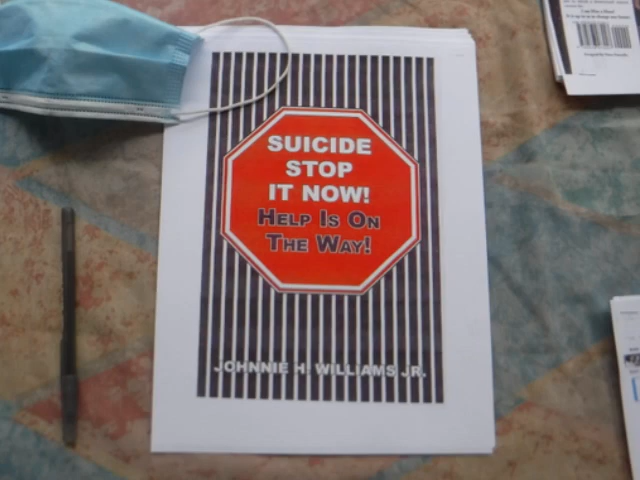 SUICIDE
STOP
IT NOW!
HELP IS ON
THE WAY!
JOHNNIE H. WILLIAMS JR.